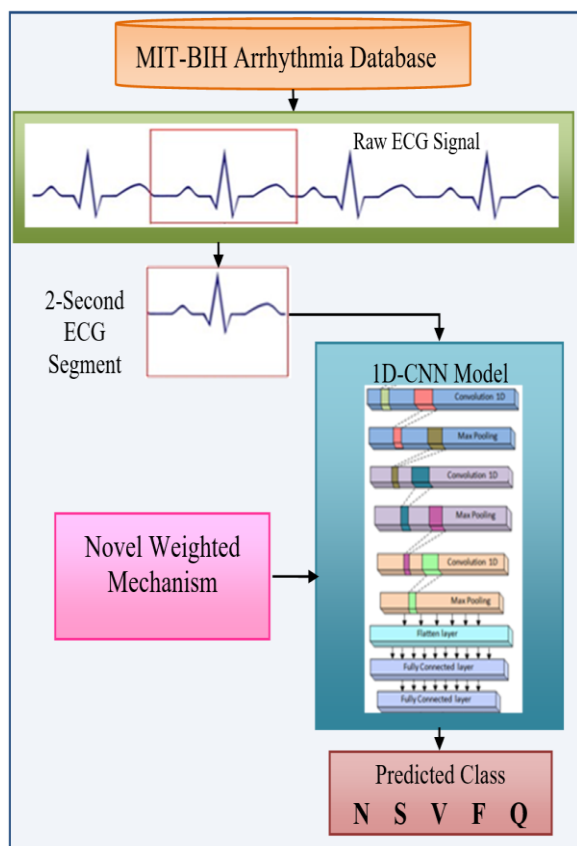 MIT-BIH Arrhythmia Database
Raw ECG Signal
2-Second
ECG
Segment
1D-CNN Model
Convolution 1D
Max Pooling
Convolution 1D
Max Pooling
Convolution 1D
Max Pooling
Flatten layer
Fully Connected layer
Fully Connected layer
Novel Weighted
Mechanism
Predicted Class
N S V F Q